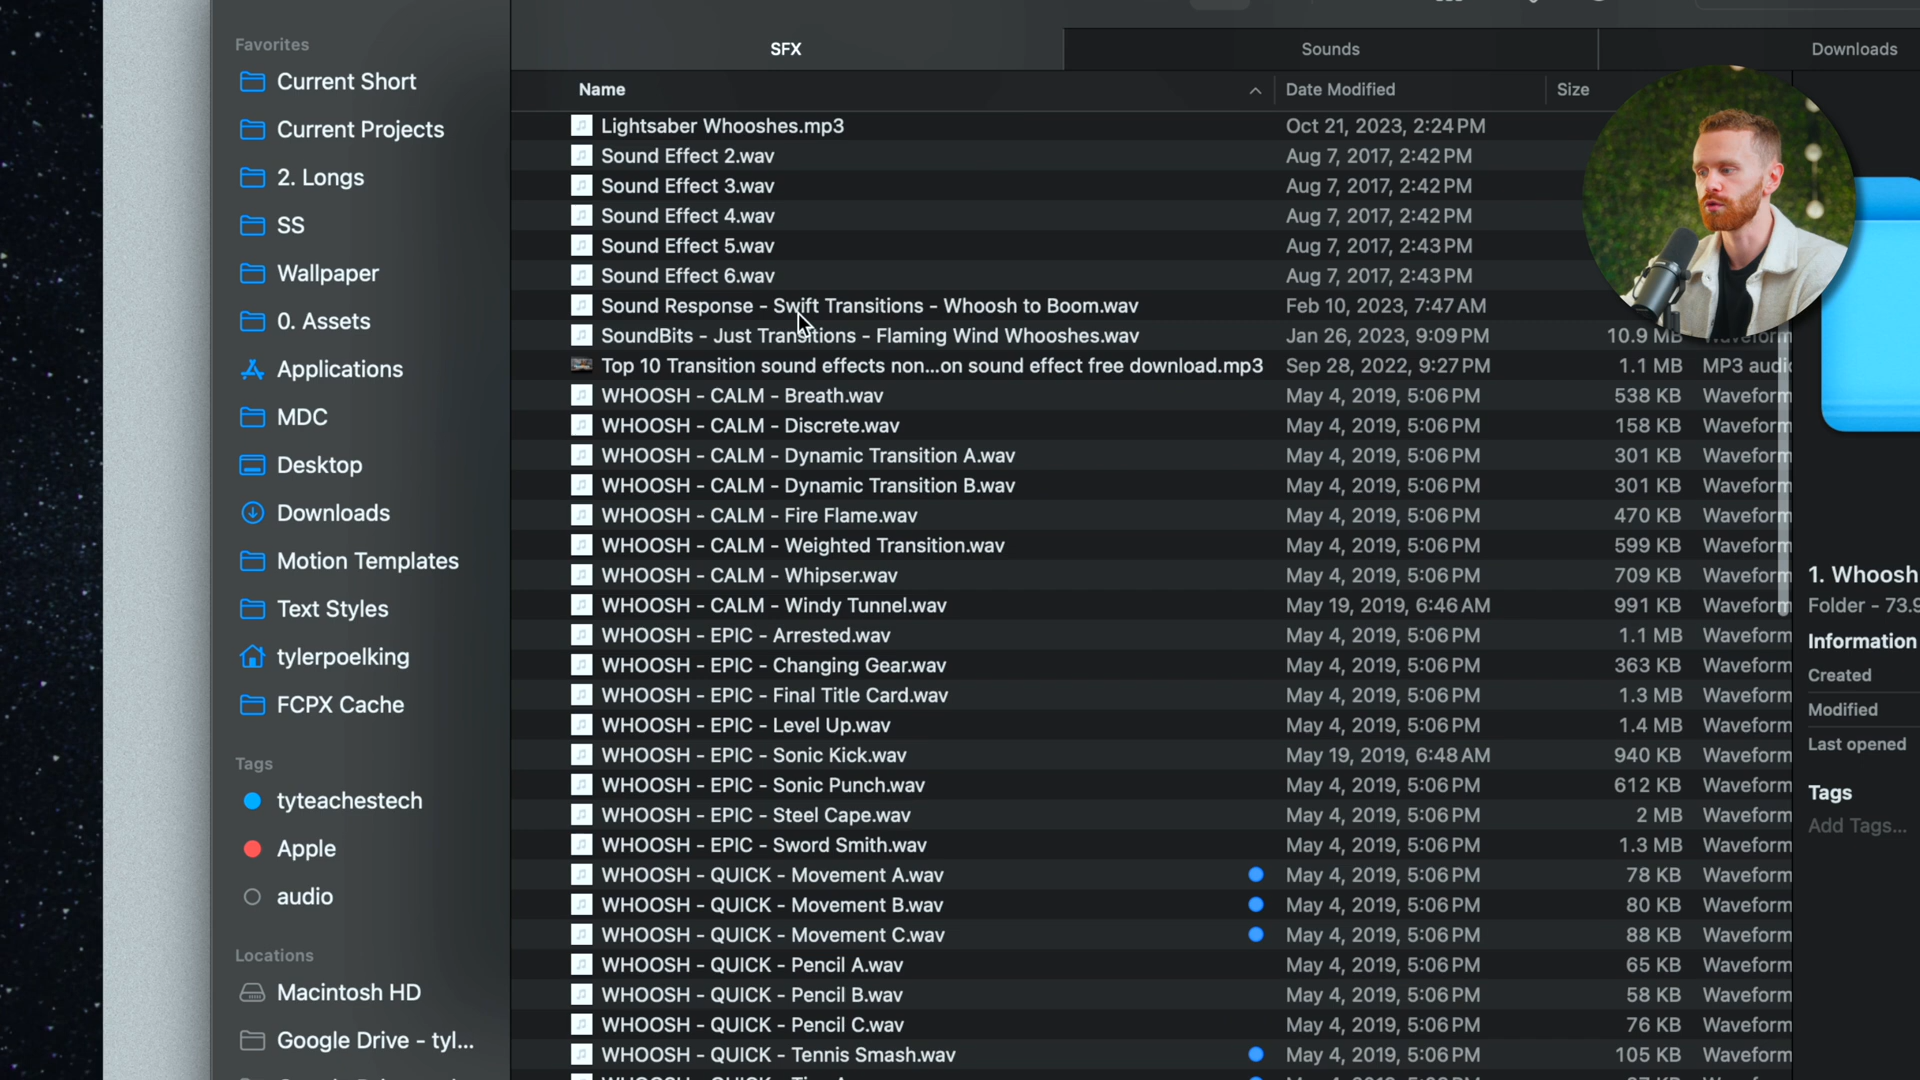 Favorites
Current Short
Current Projects
2. Longs
SS
Wallpaper
0. Assets
Applications
MDC
Desktop
Downloads
Motion Templates
Text Styles
tylerpoelking
FCPX Cache
Tags
tyteachestech
Apple
audio
Locations
Macintosh HD
Google Drive - tyl...
SFX Sounds Downloads
Name Date Modified Size
Lightsaber Whooshes.mp3 Oct 21, 2023, 2:24 PM
Sound Effect 2.wav Aug 7, 2017, 2:42 PM
Sound Effect 3.wav Aug 7, 2017, 2:42 PM
Sound Effect 4.wav Aug 7, 2017, 2:42 PM
Sound Effect 5.wav Aug 7, 2017, 2:43 PM
Sound Effect 6.wav Aug 7, 2017, 2:43 PM
Sound Response - Swift Transitions - Whoosh to Boom.wav Feb 10, 2023, 7:47 AM
SoundBits - Just Transitions - Flaming Wind Whooshes.wav Jan 26, 2023, 9:09 PM 10.9 MB
Top 10 Transition sound effects non...on sound effect free download.mp3 Sep 28, 2022, 9:27 PM 1.1 MB MP3 audi
WHOOSH - CALM - Breath.wav May 4, 2019, 5:06 PM 538 KB Waveform
WHOOSH - CALM - Discrete.wav May 4, 2019, 5:06 PM 158 KB Waveform
WHOOSH - CALM - Dynamic Transition A.wav May 4, 2019, 5:06 PM 301 KB Waveform
WHOOSH - CALM - Dynamic Transition B.wav May 4, 2019, 5:06 PM 301 KB Waveform
WHOOSH - CALM - Fire Flame.wav May 4, 2019, 5:06 PM 470 KB Waveform
WHOOSH - CALM - Weighted Transition.wav May 4, 2019, 5:06 PM 599 KB Waveform
WHOOSH - CALM - Whipser.wav May 4, 2019, 5:06 PM 709 KB Waveform
WHOOSH - CALM - Windy Tunnel.wav May 19, 2019, 6:46 AM 991 KB Waveform
WHOOSH - EPIC - Arrested.wav May 4, 2019, 5:06 PM 1.1 MB Waveform
WHOOSH - EPIC - Changing Gear.wav May 4, 2019, 5:06 PM 363 KB Waveform
WHOOSH - EPIC - Final Title Card.wav May 4, 2019, 5:06 PM 1.3 MB Waveform
WHOOSH - EPIC - Level Up.wav May 4, 2019, 5:06 PM 1.4 MB Waveform
WHOOSH - EPIC - Sonic Kick.wav May 19, 2019, 6:48 AM 940 KB Waveform
WHOOSH - EPIC - Sonic Punch.wav May 4, 2019, 5:06 PM 612 KB Waveform
WHOOSH - EPIC - Steel Cape.wav May 4, 2019, 5:06 PM 2 MB Waveform
WHOOSH - EPIC - Sword Smith.wav May 4, 2019, 5:06 PM 1.3 MB Waveform
WHOOSH - QUICK - Movement A.wav May 4, 2019, 5:06 PM 78 KB Waveform
WHOOSH - QUICK - Movement B.wav May 4, 2019, 5:06 PM 80 KB Waveform
WHOOSH - QUICK - Movement C.wav May 4, 2019, 5:06 PM 88 KB Waveform
WHOOSH - QUICK - Pencil A.wav May 4, 2019, 5:06 PM 65 KB Waveform
WHOOSH - QUICK - Pencil B.wav May 4, 2019, 5:06 PM 58 KB Waveform
WHOOSH - QUICK - Pencil C.wav May 4, 2019, 5:06 PM 76 KB Waveform
WHOOSH - QUICK - Tennis Smash.wav May 4, 2019, 5:06 PM 105 KB Waveform
1. Whoosh
Folder - 73.9
Information
Created
Modified
Last opened
Tags
Add Tags...